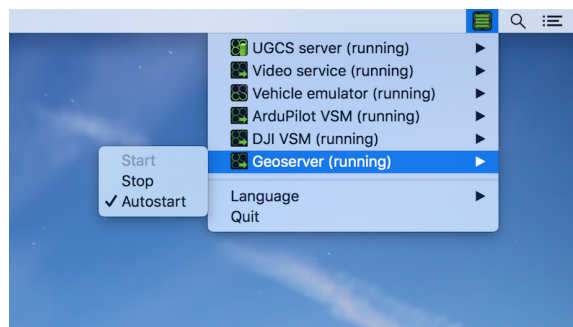 UGCS server (running)
Video service (running)
Vehicle emulator (running)
ArduPilot VSM (running)
DJI VSM (running)
Geoserver (running)
Start
Stop
Autostart
Language
Quit